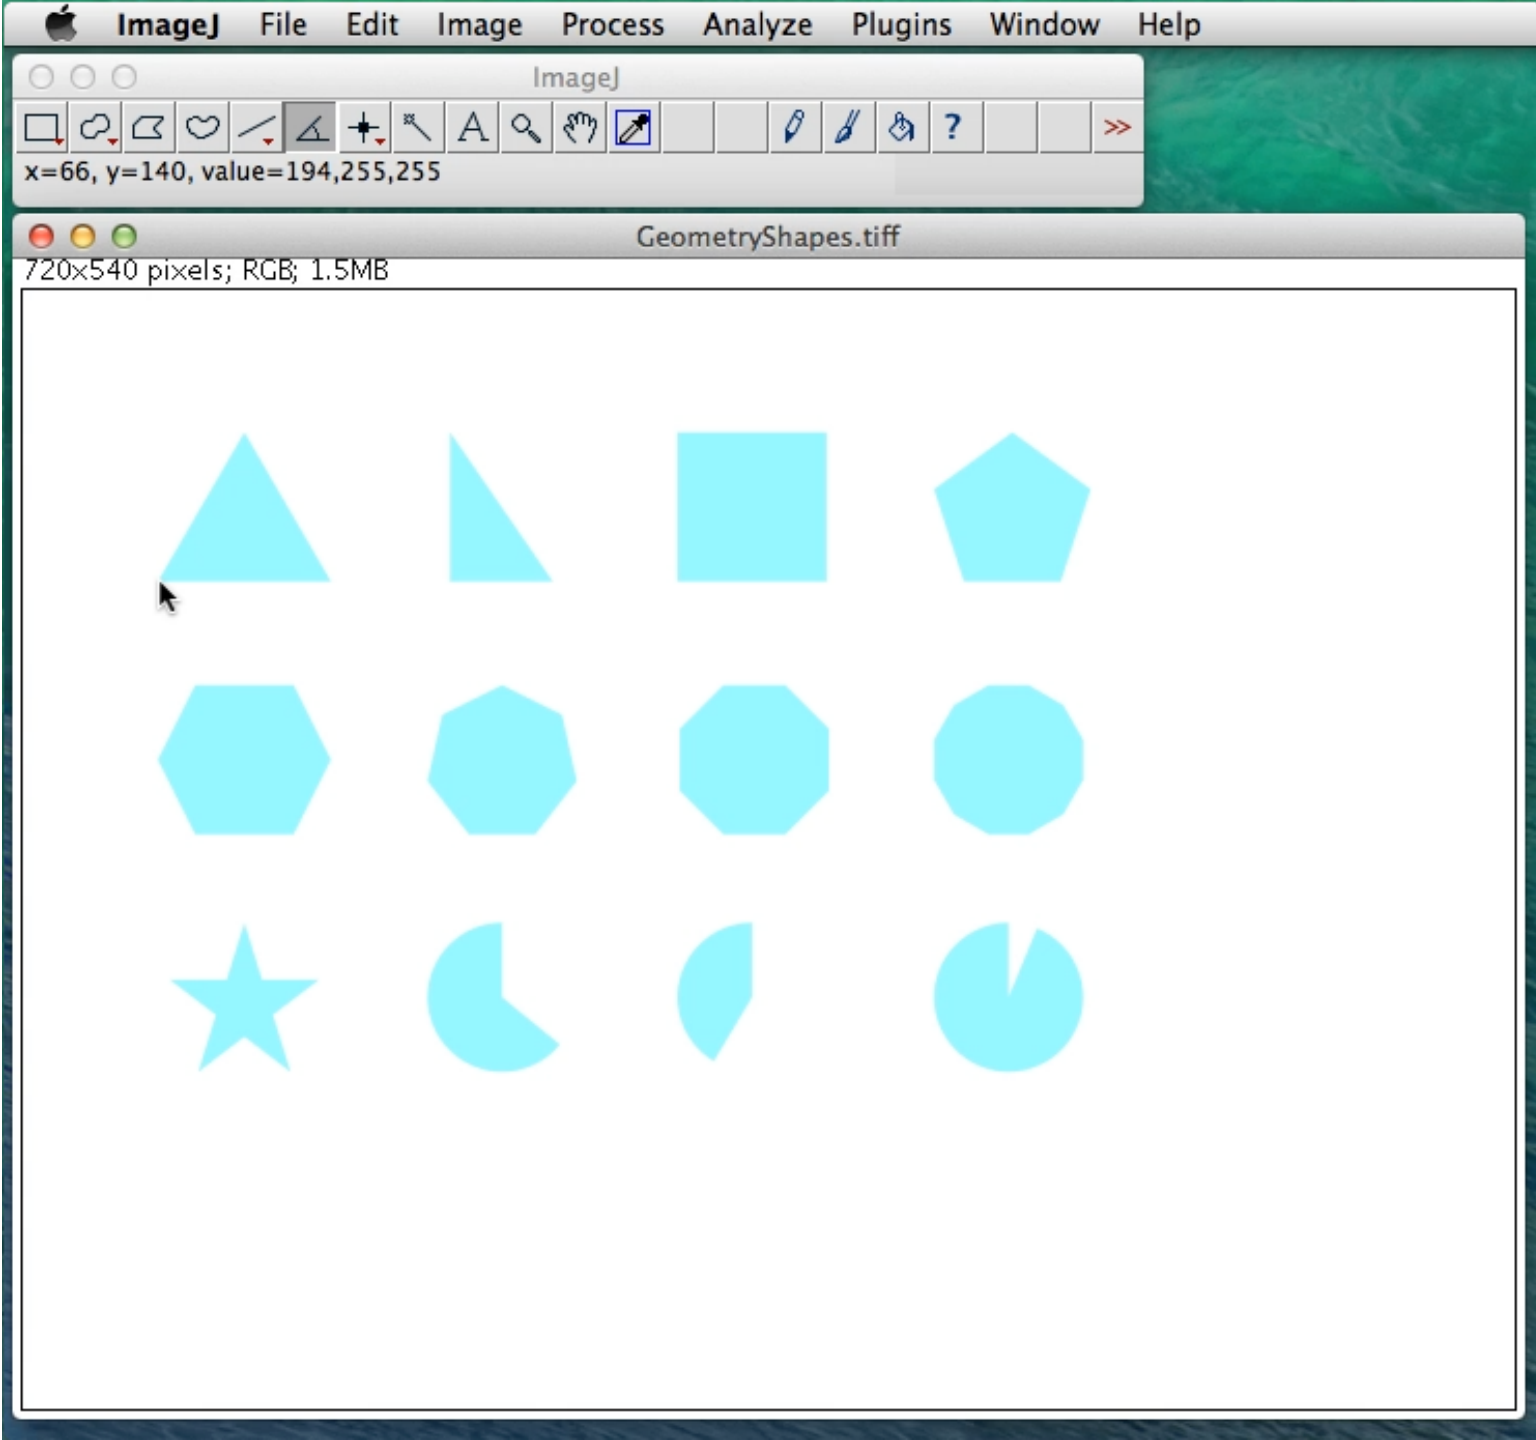 ImageJ File Edit Image Process Analyze Plugins Window Help
ImageJ
A ? >>
x=66, y=140, value=194,255,255
GeometryShapes.tiff
720x540 pixels; RGB; 1.5MB